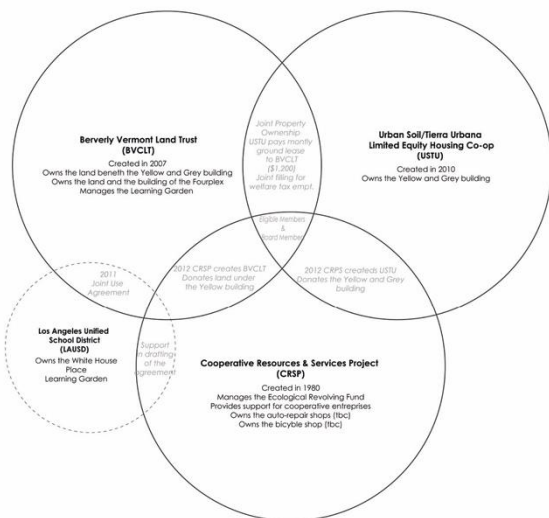 Berverly Vermont Land Trust
(BVCLT)
Created in 2007
Owns the land beneth the Yellow and Grey building
Owns the land and the building of the Fourplex
Manages the Learning Garden
Joint Property
Ownership
USTU pays montly
ground lease
to BVCLT
($1,200)
Joint filling for
welfare tax empt.
Urban Soil/Tierra Urbana
Limited Equity Housing Co-op
(USTU)
Created in 2010
Owns the Yellow and Grey building
Eligible Members
&
Board Member
2012 CRSP creates BVCLT
Donates land under
the Yellow building
2012 CRPS createds USTU
Donates the Yellow and Grey
building
2011
Joint Use
Agreement
Los Angeles Unified
School District
(LAUSD)
Owns the White House
Place
Learning Garden
Support
in drafting
of the
agreement
Cooperative Resources & Services Project
(CRSP)
Created in 1980
Manages the Ecological Revolving Fund
Provides support for cooperative entreprises
Owns the auto-repair shops (tbc)
Owns the bicyble shop (tbc)